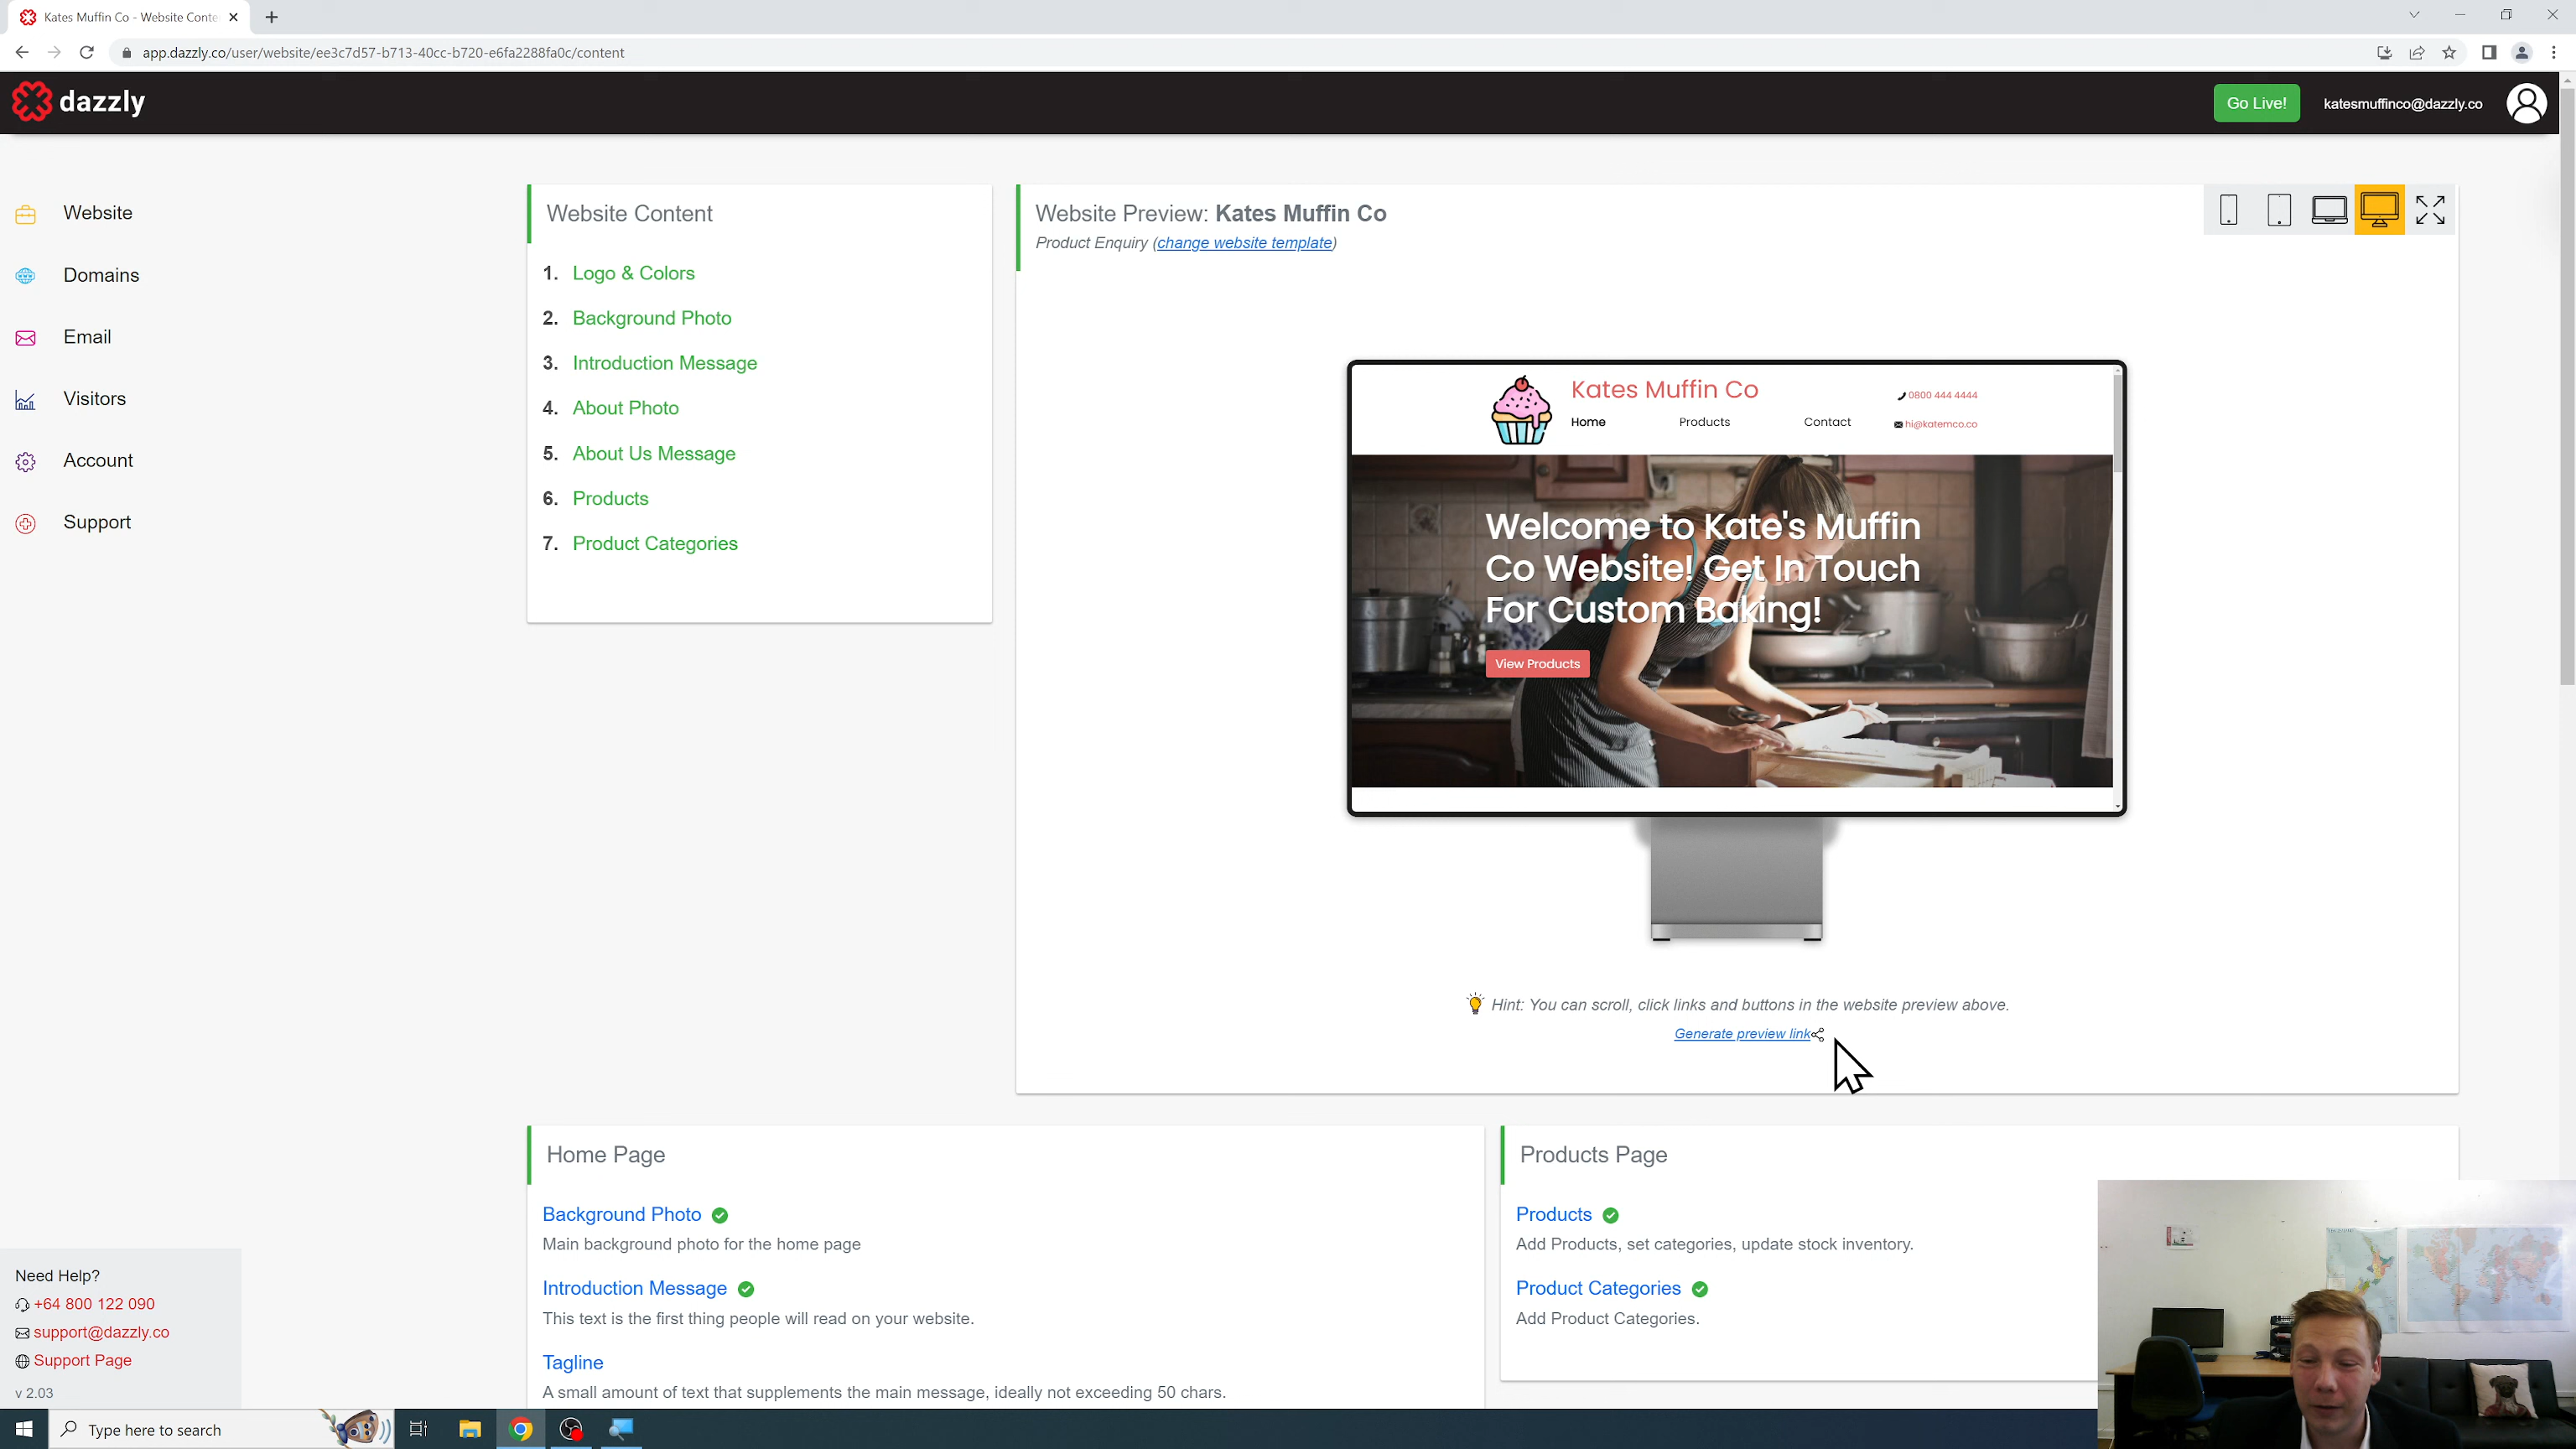 Kates Muffin Co - Website Conte
app.dazzly.co/user/website/ee3c7d57-b713-40cc-b720-e6fa2288fa0c/content
dazzly
Go Live!
katesmuffinco@dazzly.co
Website
Domains
Email
Visitors
Account
Support
Website Content
1. Logo & Colors
2. Background Photo
3. Introduction Message
4. About Photo
5. About Us Message
6. Products
7. Product Categories
Website Preview: Kates Muffin Co
Product Enquiry (change website template)
Kates Muffin Co
Home
Products
Contact
0800 444 4444
hi@katemco.co
Welcome to Kate's Muffin
Co Website! Get In Touch
For Custom Baking!
View Products
Hint: You can scroll, click links and buttons in the website preview above.
Generate preview link
Home Page
Background Photo
Main background photo for the home page
Introduction Message
This text is the first thing people will read on your website.
Tagline
A small amount of text that supplements the main message, ideally not exceeding 50 chars.
Products Page
Products
Add Products, set categories, update stock inventory.
Product Categories
Add Product Categories.
Need Help?
+64 800 122 090
support@dazzly.co
Support Page
v 2.03
Type here to search